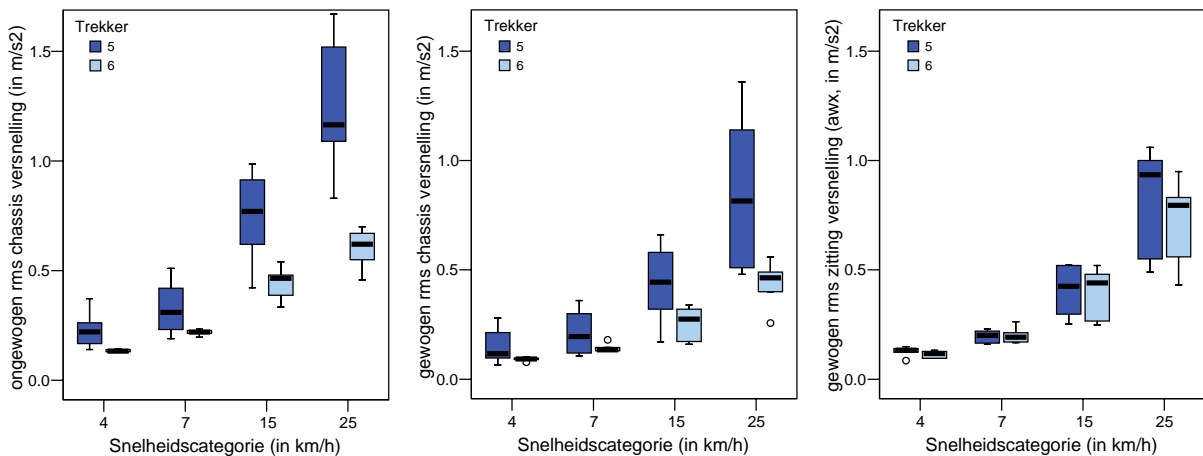 ongewogen rms chassis versnelling (in m/s2)
Trekker
5
6
1.5
1.0
0.5
0.0
4 7 15 25
Snelheidscategorie (in km/h)
gewogen rms chassis versnelling (in m/s2)
Trekker
5
6
1.5
1.0
0.5
0.0
4 7 15 25
Snelheidscategorie (in km/h)
gewogen rms zitting versnelling (awx, in m/s2)
Trekker
5
6
1.5
1.0
0.5
0.0
4 7 15 25
Snelheidscategorie (in km/h)